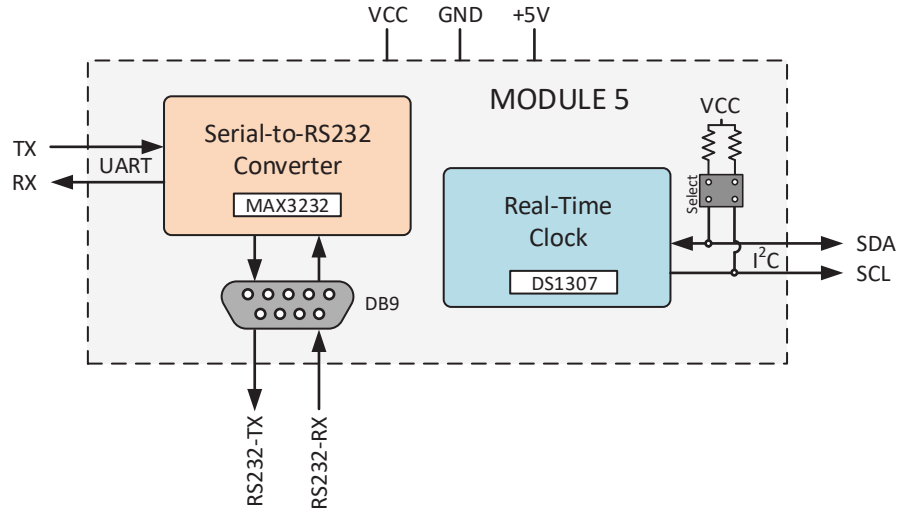 VCC GND +5V
MODULE 5
VCC
Select
Serial-to-RS232
Converter
MAX3232
TX
UART
RX
Real-Time
Clock
DS1307
SDA
I²C
SCL
DB9
RS232-TX
RS232-RX